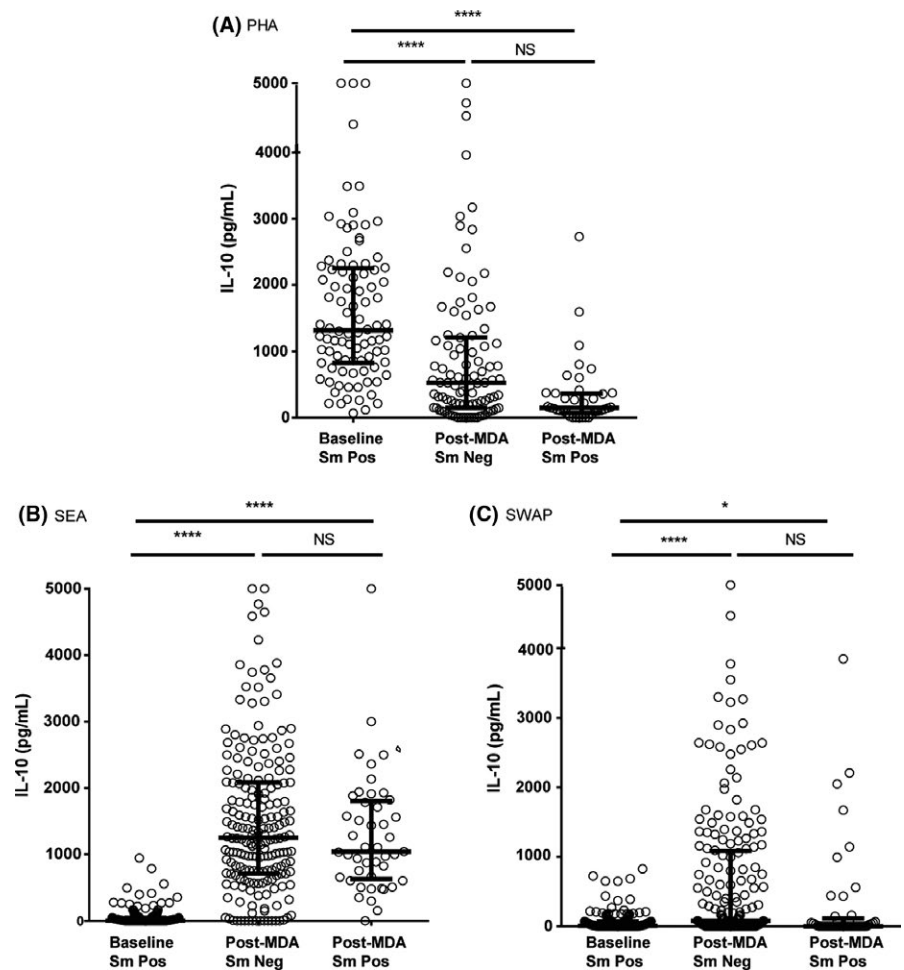 (A) PHA
****
****
NS
5000
4000
3000
2000
1000
0
IL-10 (pg/mL)
Baseline Sm Pos
Post-MDA Sm Neg
Post-MDA Sm Pos
(B) SEA
****
****
NS
5000
4000
3000
2000
1000
0
IL-10 (pg/mL)
Baseline Sm Pos
Post-MDA Sm Neg
Post-MDA Sm Pos
(C) SWAP
*
****
NS
5000
4000
3000
2000
1000
0
IL-10 (pg/mL)
Baseline Sm Pos
Post-MDA Sm Neg
Post-MDA Sm Pos